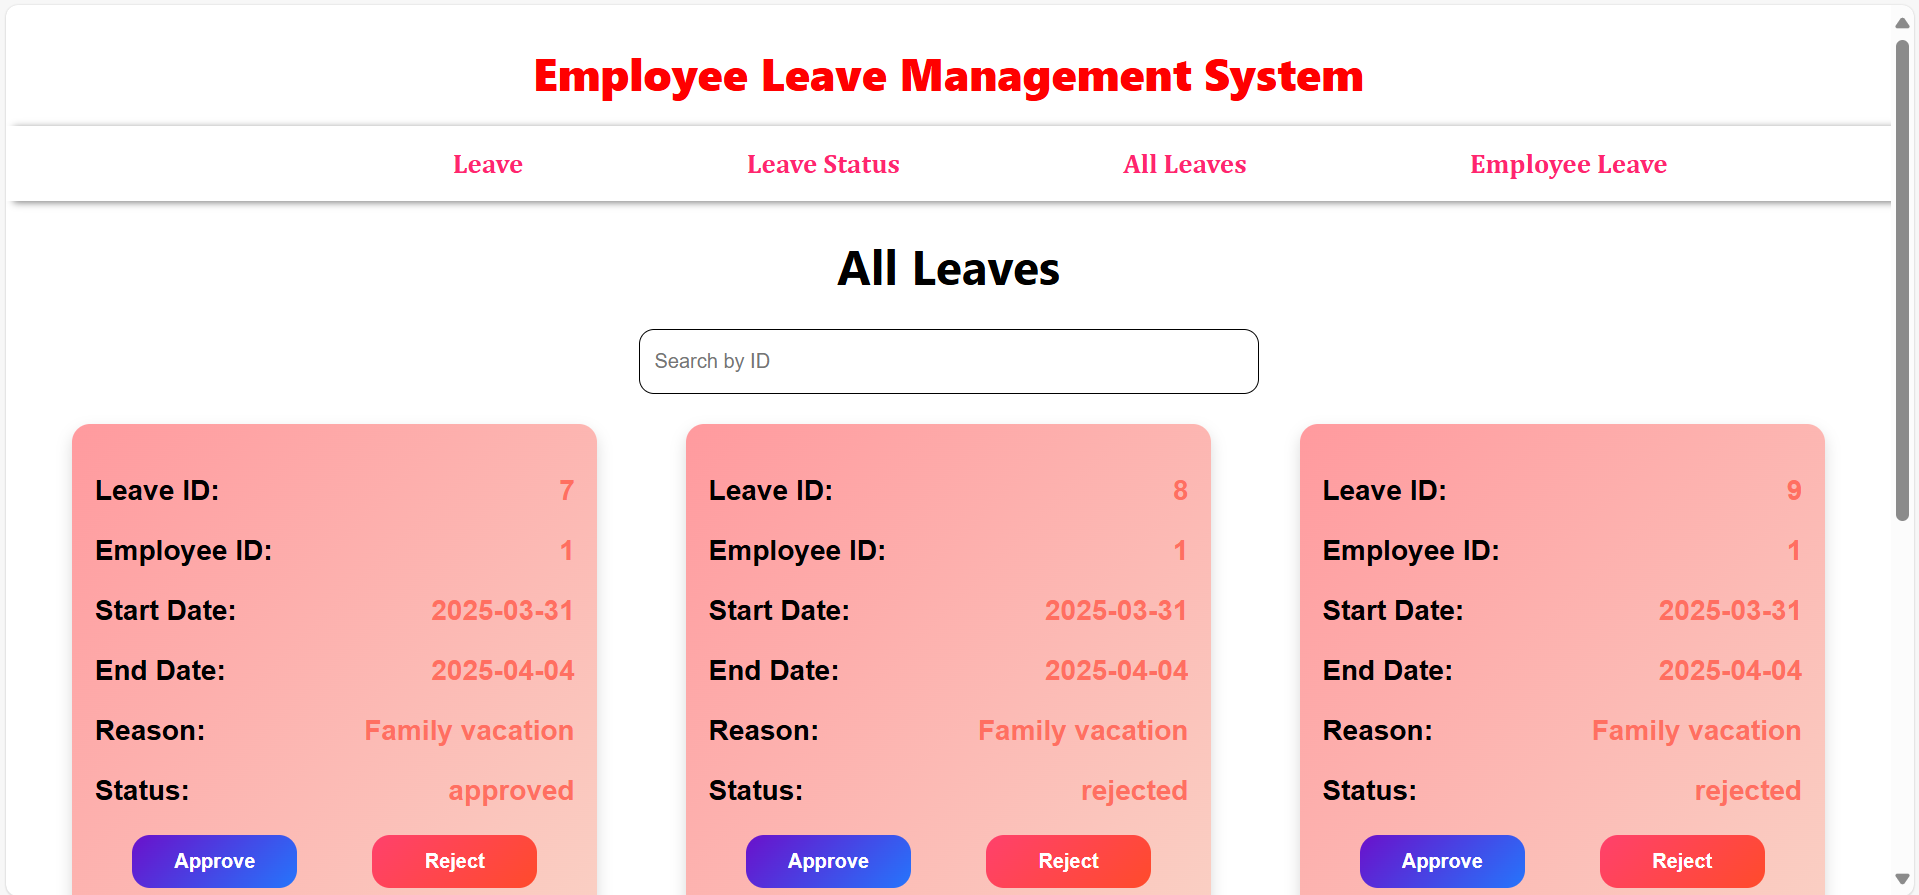 Employee Leave Management System
Leave Leave Status All Leaves Employee Leave
All Leaves
Search by ID
Leave ID: 7
Employee ID: 1
Start Date: 2025-03-31
End Date: 2025-04-04
Reason: Family vacation
Status: approved
Approve Reject
Leave ID: 8
Employee ID: 1
Start Date: 2025-03-31
End Date: 2025-04-04
Reason: Family vacation
Status: rejected
Approve Reject
Leave ID: 9
Employee ID: 1
Start Date: 2025-03-31
End Date: 2025-04-04
Reason: Family vacation
Status: rejected
Approve Reject